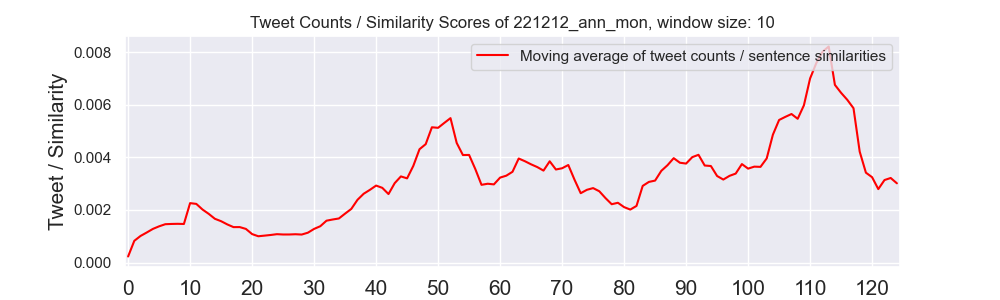 Tweet Counts / Similarity Scores of 221212_ann_mon, window size: 10
Moving average of tweet counts / sentence similarities
Tweet / Similarity
0.008
0.006
0.004
0.002
0.000
0 10 20 30 40 50 60 70 80 90 100 110 120